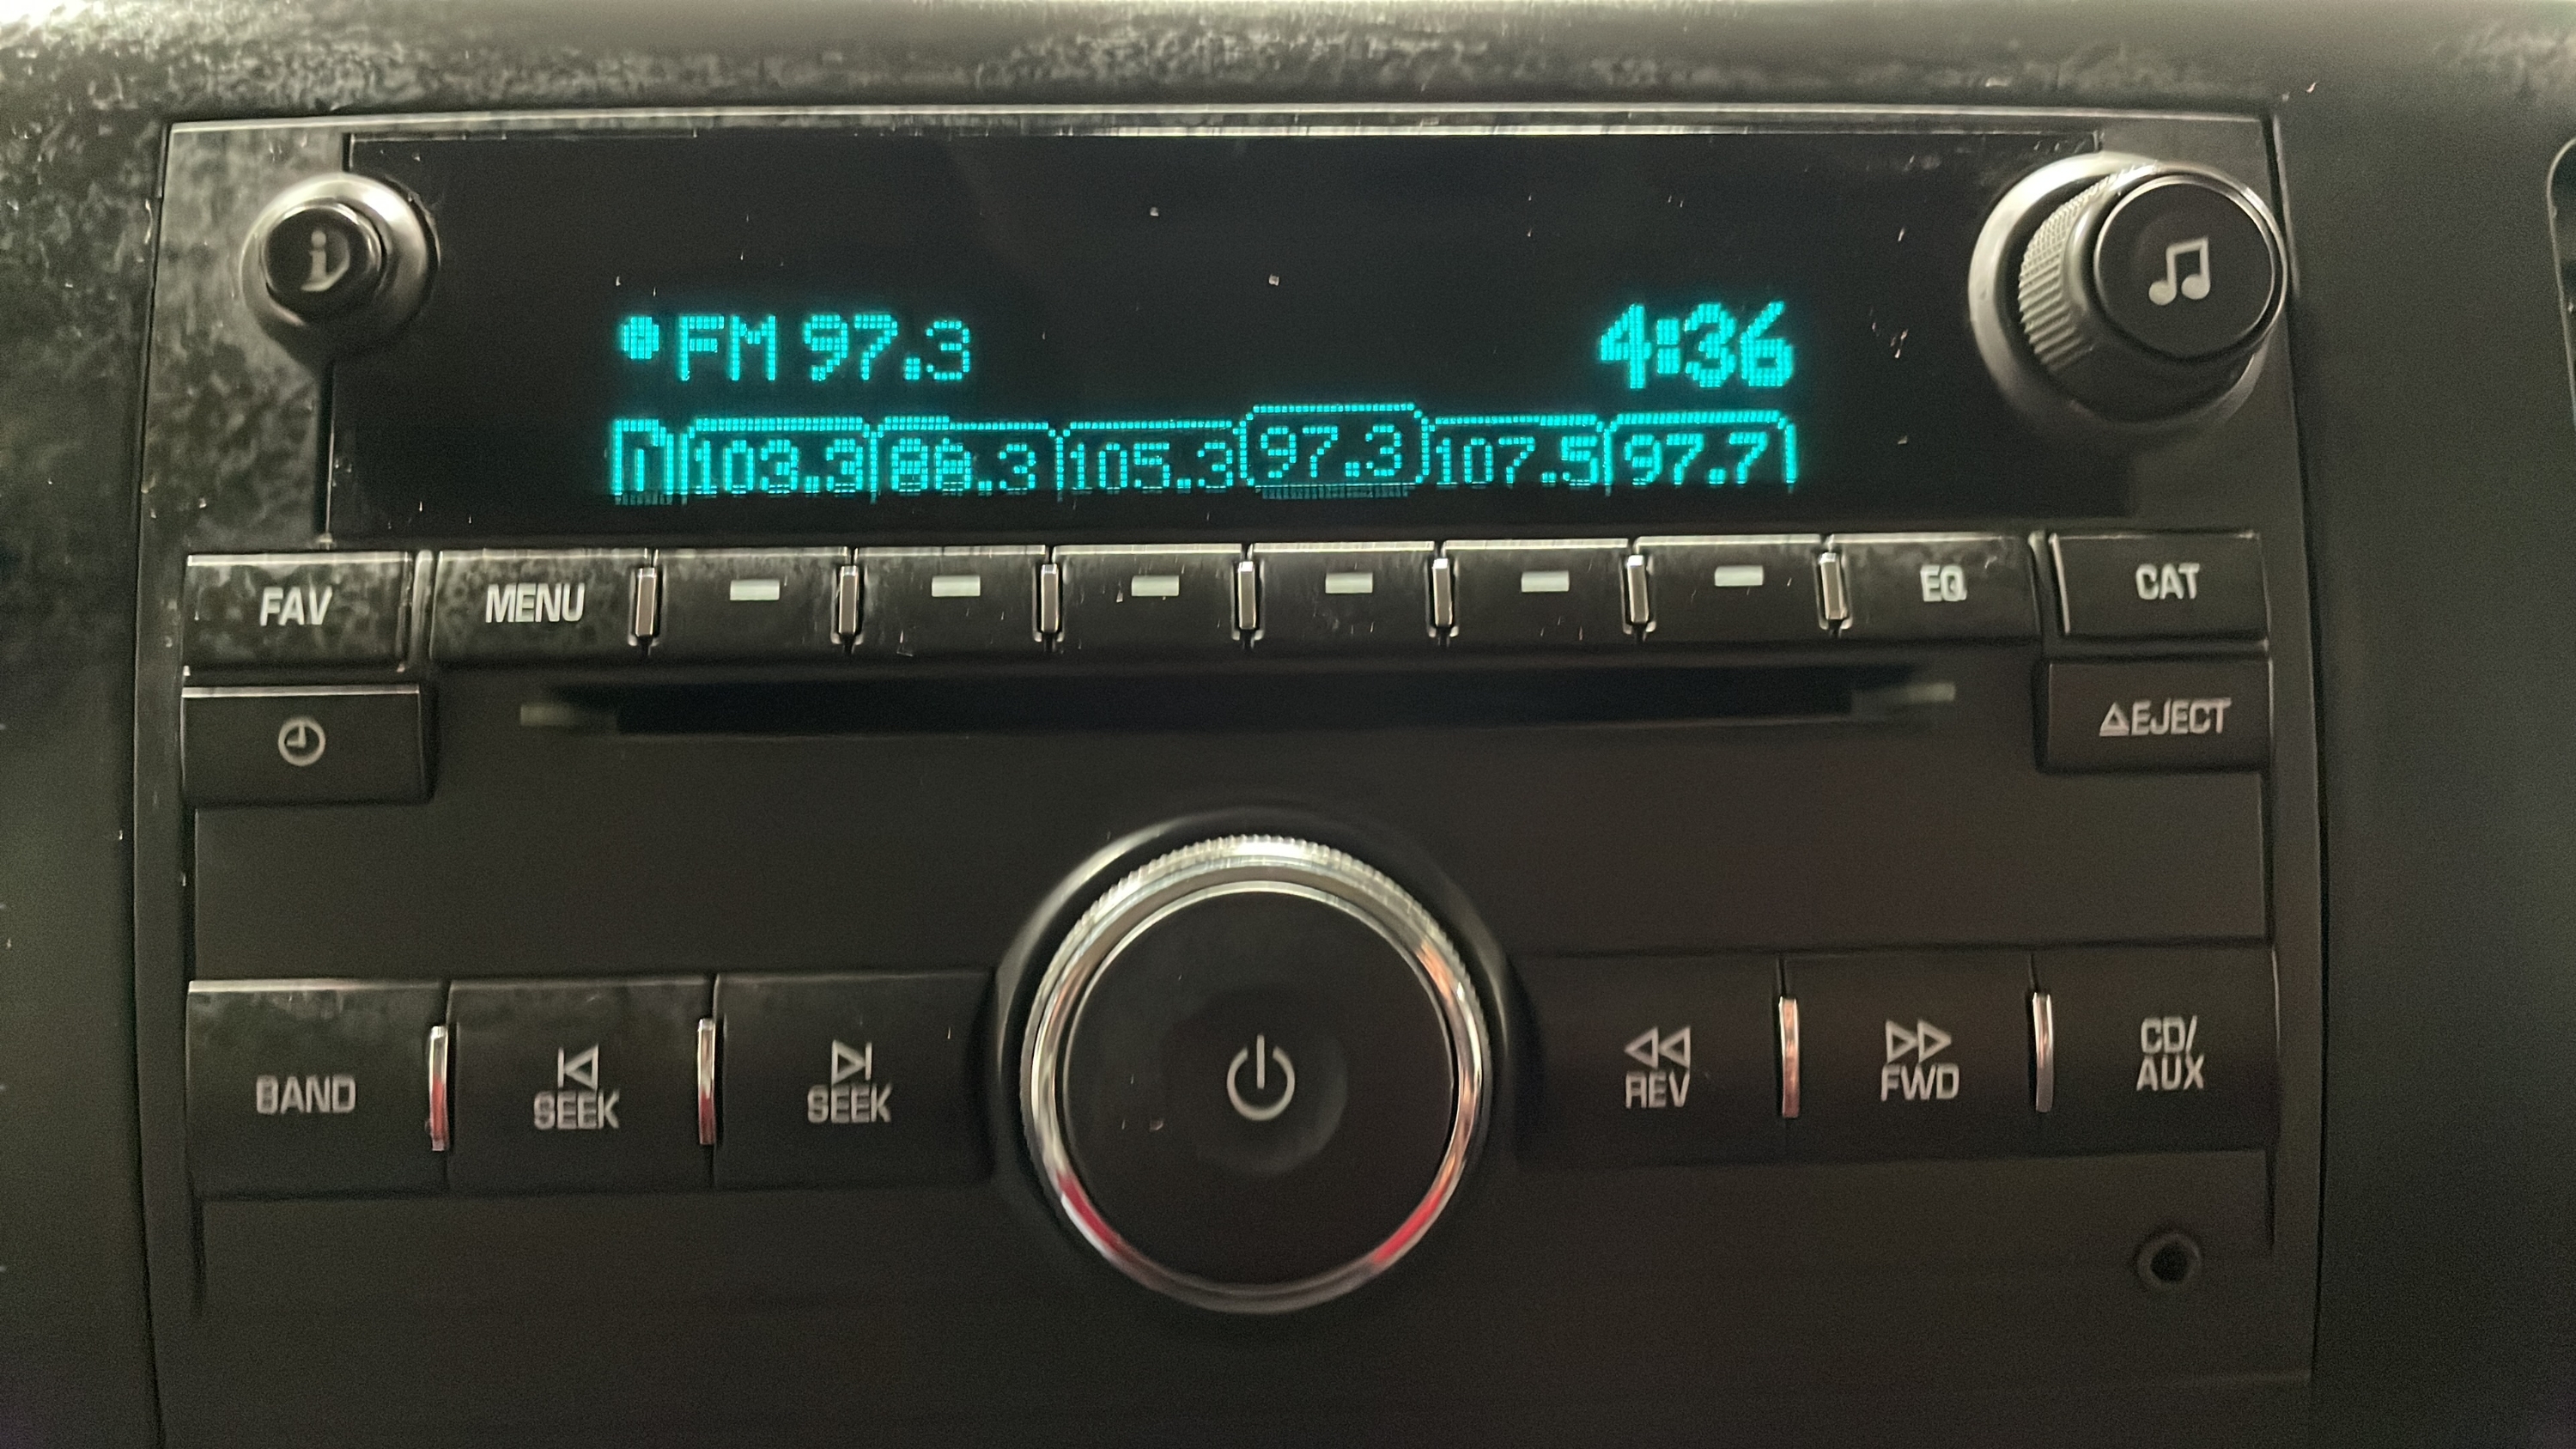 FM 97.3 4:36
103.3 105.3 97.3 107.5 97.7
FAV MENU EQ CAT
EJECT
BAND SEEK SEEK REV FWD CD/
AUX